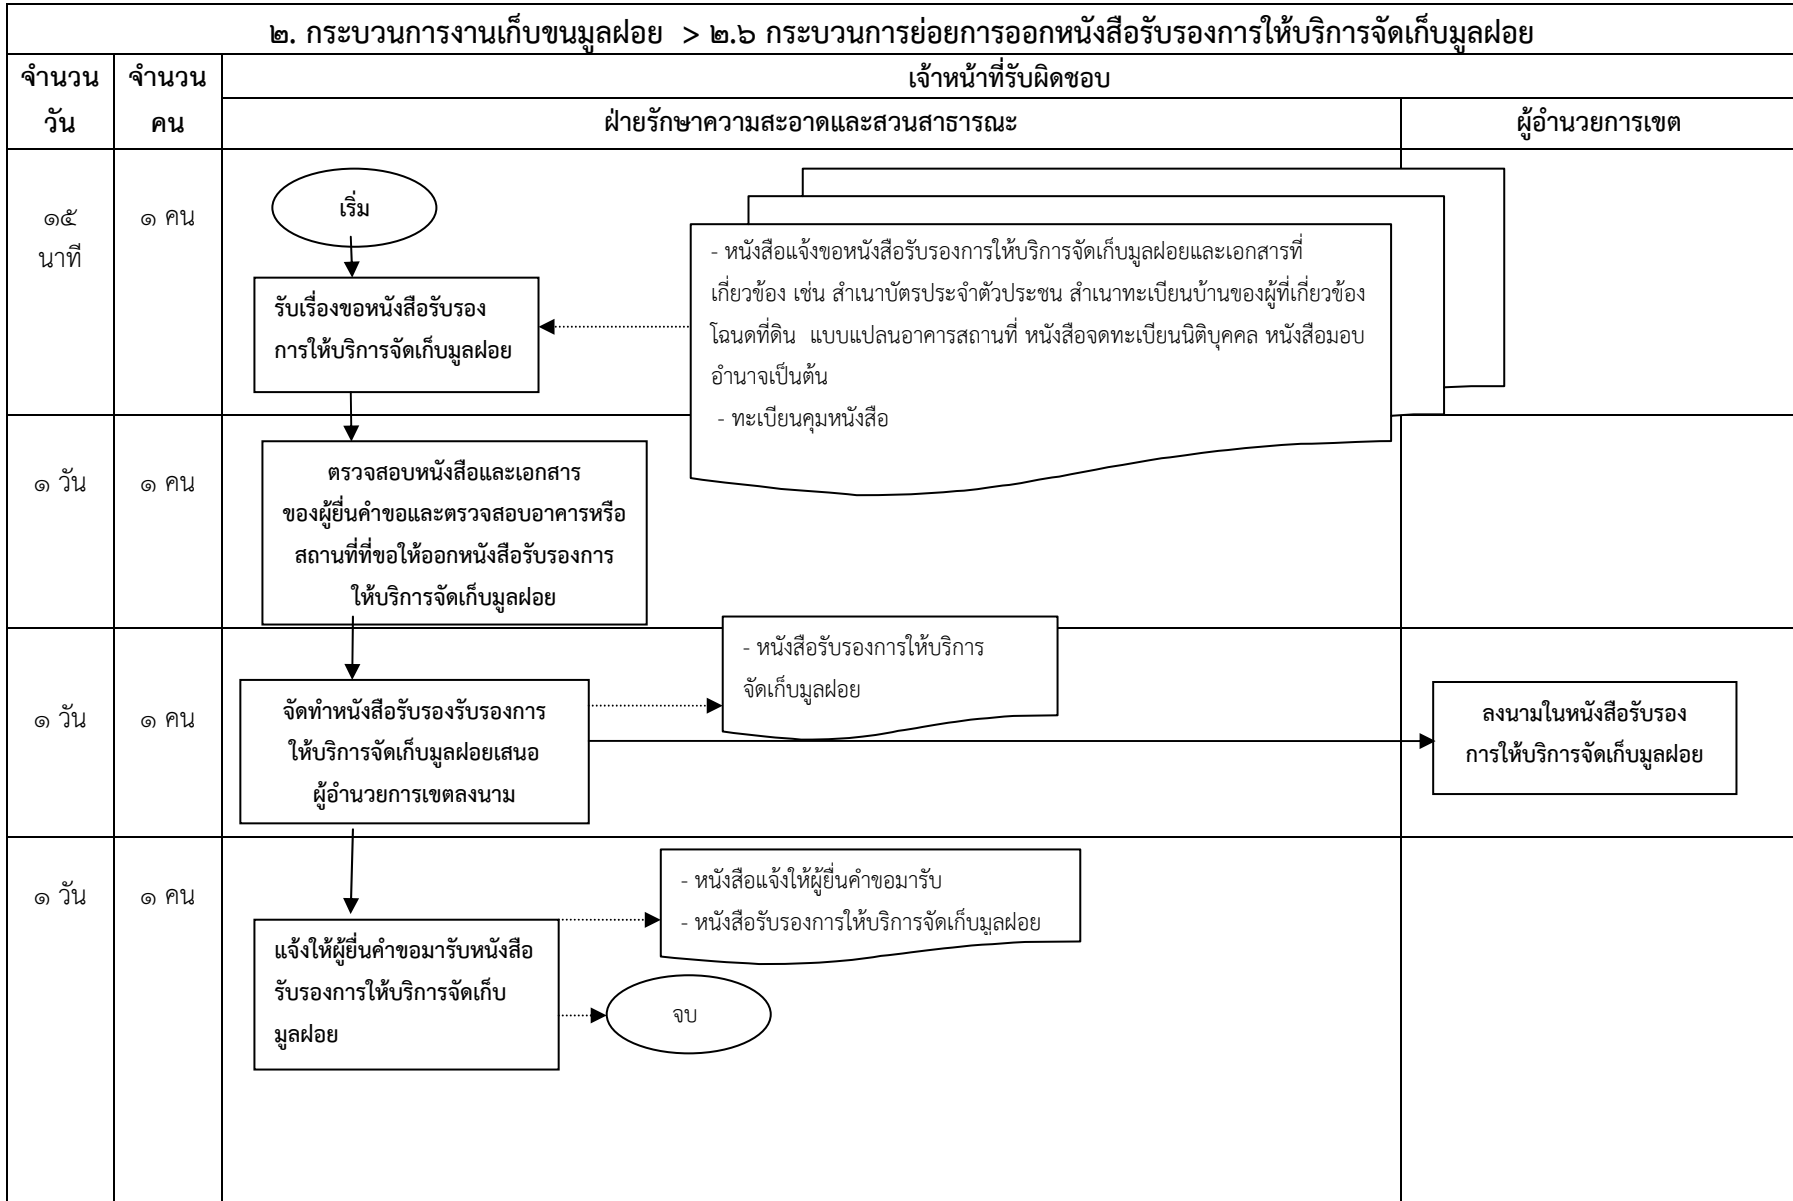 ๒. กระบวนการงานเก็บขนมูลฝอย > ๒.๖ กระบวนการย่อยการออกหนังสือรับรองการให้บริการจัดเก็บมูลฝอย
จำนวน
วัน
จำนวน
คน
เจ้าหน้าที่รับผิดชอบ
ฝ่ายรักษาความสะอาดและสวนสาธารณะ
ผู้อำนวยการเขต
๑๕
นาที
๑ คน
เริ่ม
รับเรื่องขอหนังสือรับรอง
การให้บริการจัดเก็บมูลฝอย
- หนังสือแจ้งขอหนังสือรับรองการให้บริการจัดเก็บมูลฝอยและเอกสารที่
เกี่ยวข้อง เช่น สำเนาบัตรประจำตัวประชน สำเนาทะเบียนบ้านของผู้ที่เกี่ยวข้อง
โฉนดที่ดิน แบบแปลนอาคารสถานที่ หนังสือจดทะเบียนนิติบุคคล หนังสือมอบ
อำนาจเป็นต้น
- ทะเบียนคุมหนังสือ
๑ วัน
๑ คน
ตรวจสอบหนังสือและเอกสาร
ของผู้ยื่นคำขอและตรวจสอบอาคารหรือ
สถานที่ที่ขอให้ออกหนังสือรับรองการ
ให้บริการจัดเก็บมูลฝอย
๑ วัน
๑ คน
จัดทำหนังสือรับรองรับรองการ
ให้บริการจัดเก็บมูลฝอยเสนอ
ผู้อำนวยการเขตลงนาม
- หนังสือรับรองการให้บริการ
จัดเก็บมูลฝอย
ลงนามในหนังสือรับรอง
การให้บริการจัดเก็บมูลฝอย
๑ วัน
๑ คน
แจ้งให้ผู้ยื่นคำขอมารับหนังสือ
รับรองการให้บริการจัดเก็บ
มูลฝอย
- หนังสือแจ้งให้ผู้ยื่นคำขอมารับ
- หนังสือรับรองการให้บริการจัดเก็บมูลฝอย
จบ